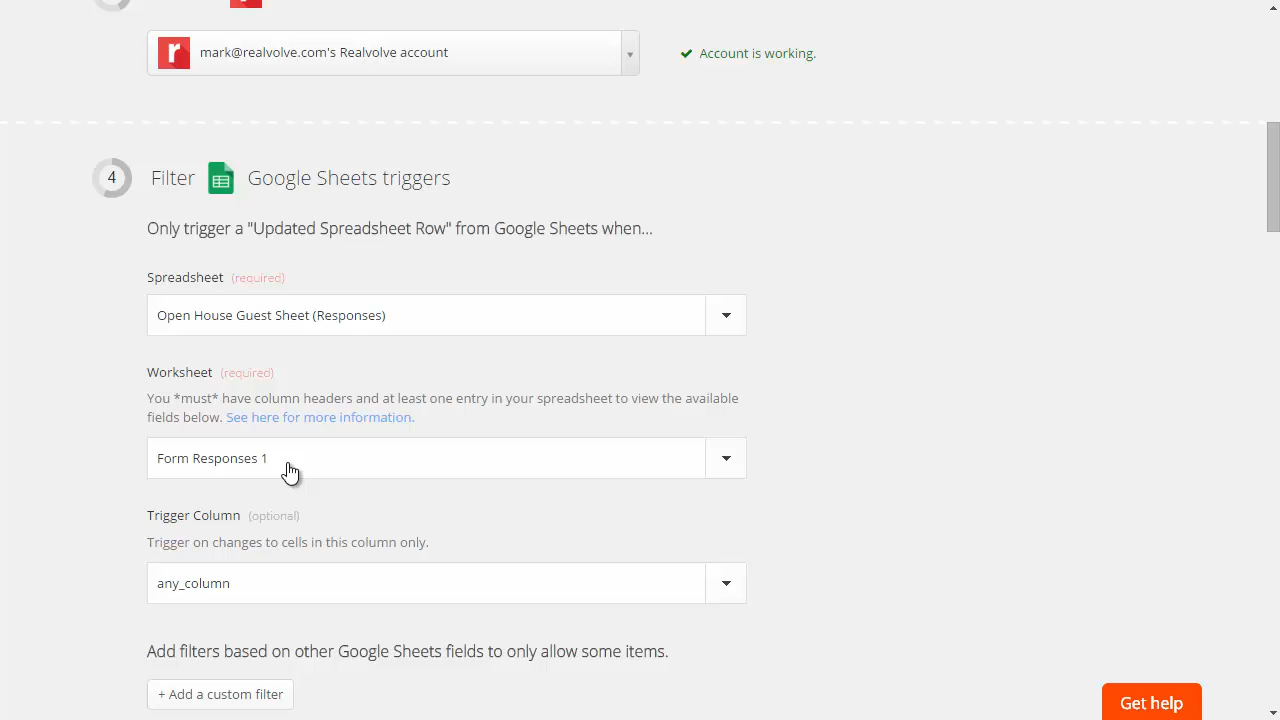 r mark@realvolve.com's Realvolve account
Account is working.
4 Filter Google Sheets triggers
Only trigger a "Updated Spreadsheet Row" from Google Sheets when...
Spreadsheet (required)
Open House Guest Sheet (Responses)
Worksheet (required)
You *must* have column headers and at least one entry in your spreadsheet to view the available
fields below. See here for more information.
Form Responses 1
Trigger Column (optional)
Trigger on changes to cells in this column only.
any_column
Add filters based on other Google Sheets fields to only allow some items.
+ Add a custom filter
Get help